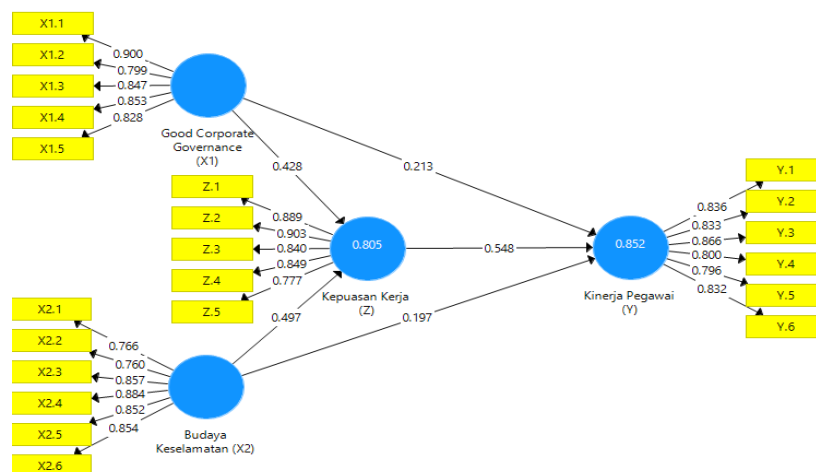 X1.1
X1.2
X1.3
X1.4
X1.5
0.900
0.799
0.847
0.853
0.828
Good Corporate
Governance
(X1)
0.428
0.213
Z.1
Z.2
Z.3
Z.4
Z.5
0.889
0.903
0.840
0.849
0.777
0.805
Kepuasan Kerja
(Z)
0.548
0.852
Kinerja Pegawai
(Y)
0.836
0.833
0.866
0.800
0.796
0.832
Y.1
Y.2
Y.3
Y.4
Y.5
Y.6
0.497
0.197
X2.1
X2.2
X2.3
X2.4
X2.5
X2.6
0.766
0.760
0.857
0.884
0.852
0.854
Budaya
Keselamatan (X2)